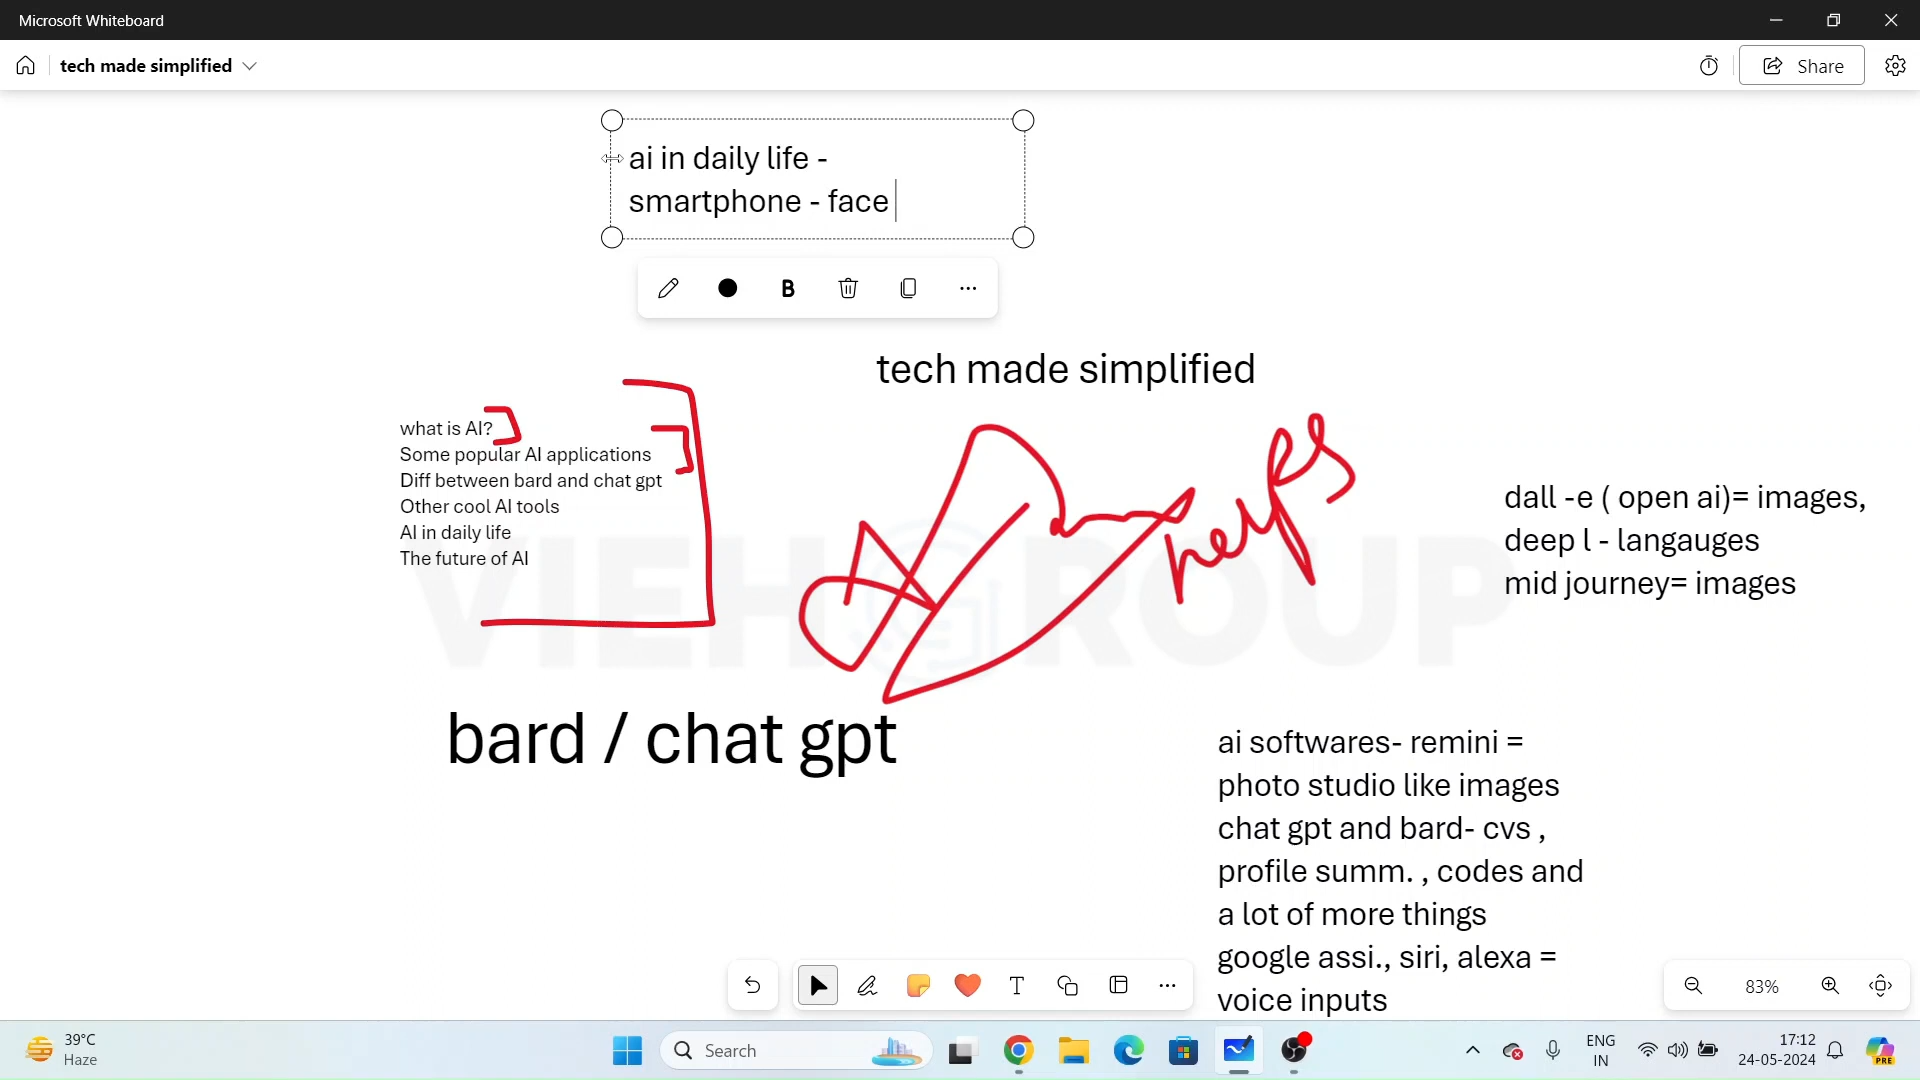 Microsoft Whiteboard
tech made simplified
Share
ai in daily life -
smartphone - face
B
tech made simplified
what is AI?
Some popular AI applications
Diff between bard and chat gpt
Other cool AI tools
AI in daily life
The future of AI
dall -e ( open ai)= images,
deep l - langauges
mid journey= images
bard / chat gpt
ai softwares- remini =
photo studio like images
chat gpt and bard- cvs ,
profile summ. , codes and
a lot of more things
google assi., siri, alexa =
voice inputs
T
83%
39°C
Haze
Search
ENG
IN
17:12
24-05-2024
PRE